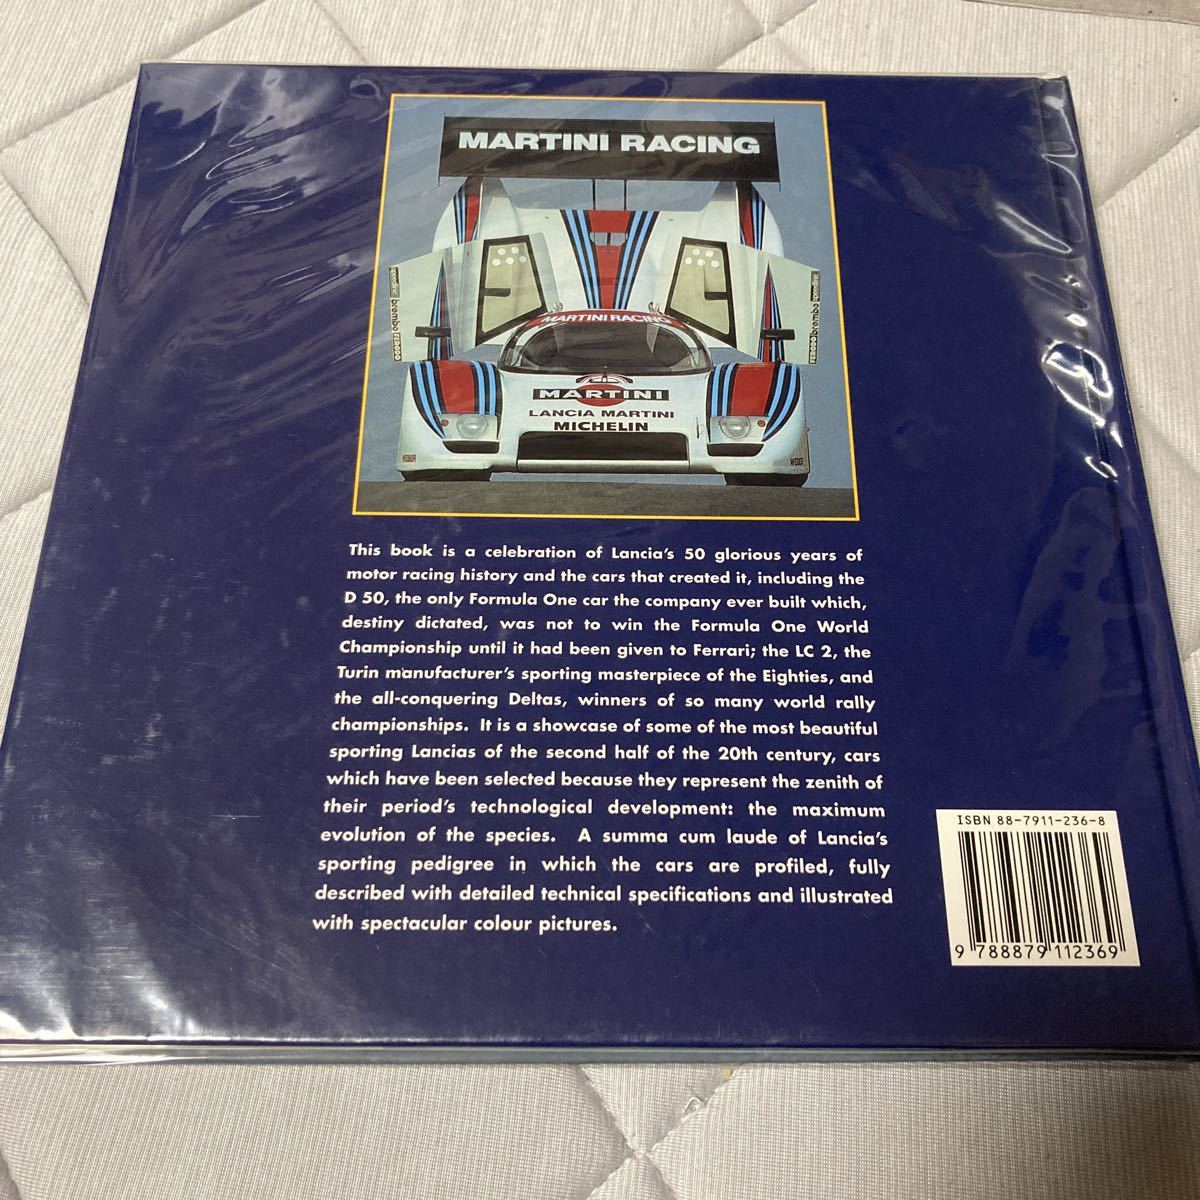 MARTINI RACING
MARTINI RACING
speedline
brembo
FERODO
speedline
brembo
FERODO
MARTINI
LANCIA MARTINI
MICHELIN
WEBER
WEBER
This book is a celebration of Lancia's 50 glorious years of
motor racing history and the cars that created it, including the
D 50, the only Formula One car the company ever built which,
destiny dictated, was not to win the Formula One World
Championship until it had been given to Ferrari; the LC 2, the
Turin manufacturer's sporting masterpiece of the Eighties, and
the all-conquering Deltas, winners of so many world rally
championships. It is a showcase of some of the most beautiful
sporting Lancias of the second half of the 20th century, cars
which have been selected because they represent the zenith of
their period's technological development: the maximum
evolution of the species. A summa cum laude of Lancia's
sporting pedigree in which the cars are profiled, fully
described with detailed technical specifications and illustrated
with spectacular colour pictures.
ISBN 88-7911-236-8
9 788879 112369